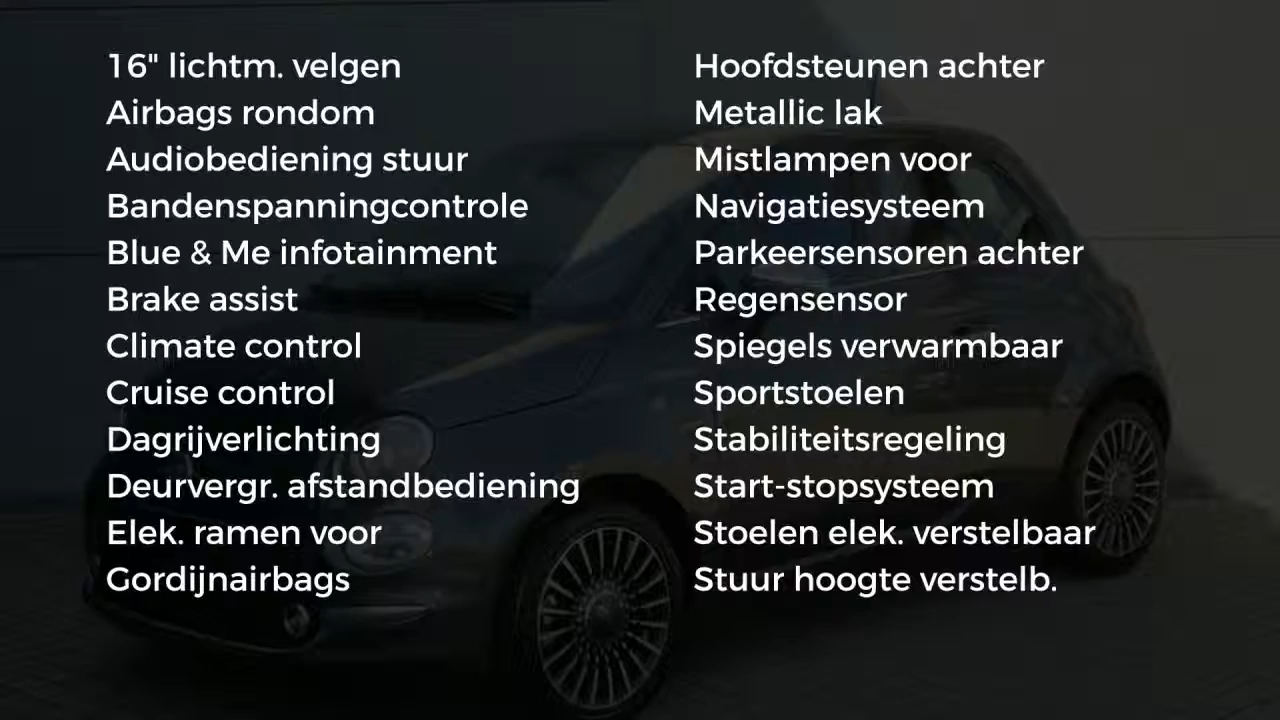 16" lichtm. velgen
Airbags rondom
Audiobediening stuur
Bandenspanningcontrole
Blue & Me infotainment
Brake assist
Climate control
Cruise control
Dagrijverlichting
Deurvergr. afstandbediening
Elek. ramen voor
Gordijnairbags
Hoofdsteunen achter
Metallic lak
Mistlampen voor
Navigatiesysteem
Parkeersensoren achter
Regensensor
Spiegels verwarmbaar
Sportstoelen
Stabiliteitsregeling
Start-stopsysteem
Stoelen elek. verstelbaar
Stuur hoogte verstelb.